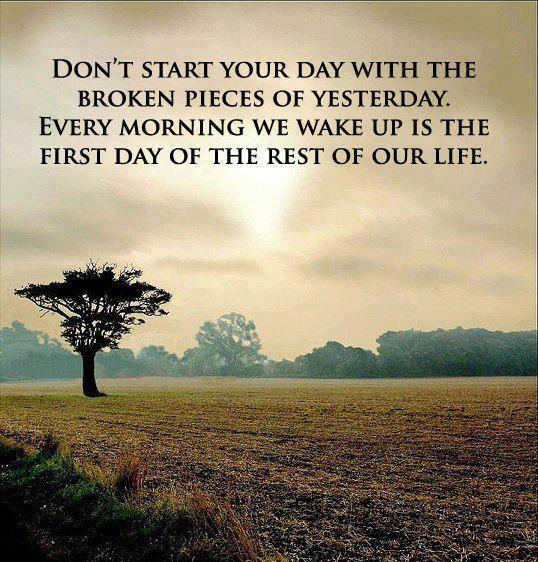 Don't start your day with the
broken pieces of yesterday.
Every morning we wake up is the
first day of the rest of our life.